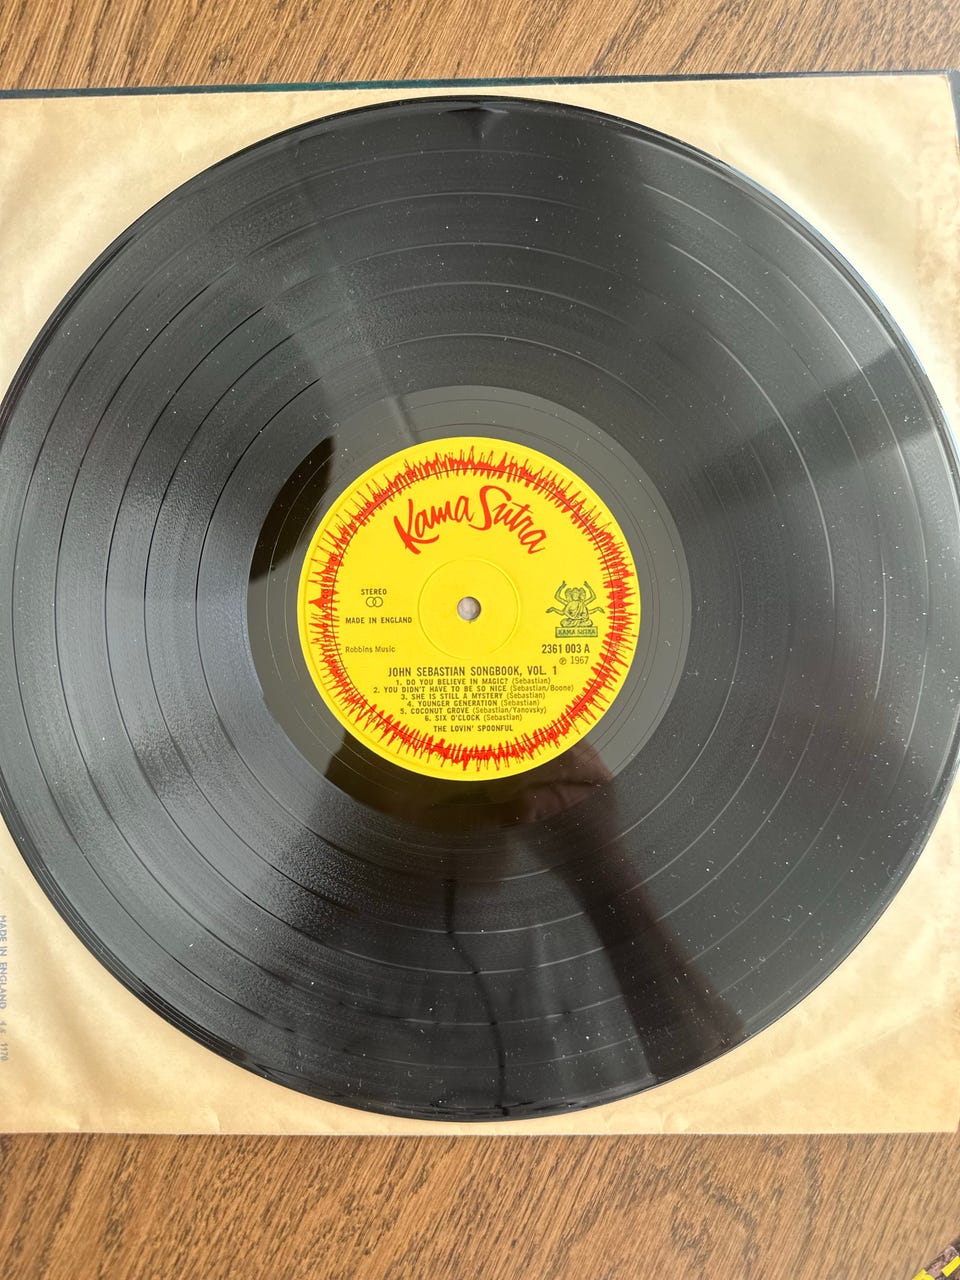 Kama Sutra
STEREO
MADE IN ENGLAND
KAMA SUTRA
Robbins Music
2361 003 A
℗ 1967
JOHN SEBASTIAN SONGBOOK, VOL. 1
1. DO YOU BELIEVE IN MAGIC? (Sebastian)
2. YOU DIDN'T HAVE TO BE SO NICE (Sebastian/Boone)
3. SHE IS STILL A MYSTERY (Sebastian)
4. YOUNGER GENERATION (Sebastian)
5. COCONUT GROVE (Sebastian/Yanovsky)
6. SIX O'CLOCK (Sebastian)
THE LOVIN' SPOONFUL
MADE IN ENGLAND 1170